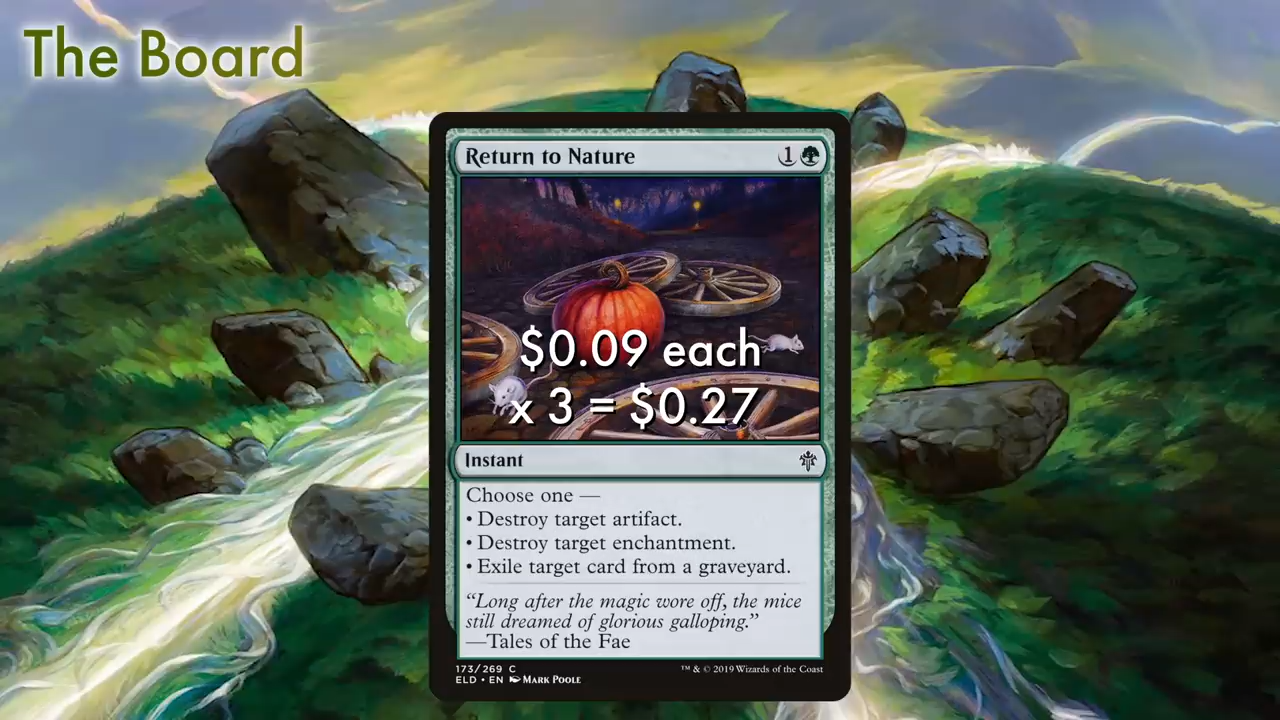 The Board
Return to Nature 1
$0.09 each
x 3 = $0.27
Instant
Choose one —
• Destroy target artifact.
• Destroy target enchantment.
• Exile target card from a graveyard.
“Long after the magic wore off, the mice
still dreamed of glorious galloping.”
—Tales of the Fae
173/269 C
ELD • EN Mark Poole
™ & © 2019 Wizards of the Coast